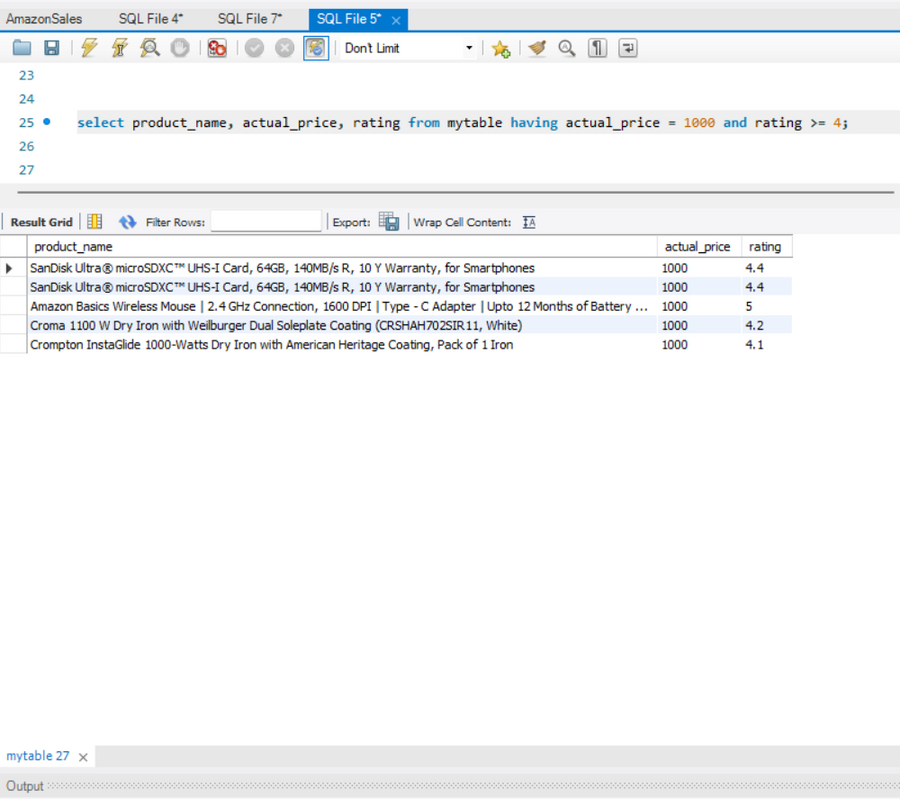 AmazonSales SQL File 4* SQL File 7* SQL File 5*
Don't Limit
23
24
25 select product_name, actual_price, rating from mytable having actual_price = 1000 and rating >= 4;
26
27
Result Grid Filter Rows: Export: Wrap Cell Content:
product_name actual_price rating
SanDisk Ultra® microSDXC™ UHS-I Card, 64GB, 140MB/s R, 10 Y Warranty, for Smartphones 1000 4.4
SanDisk Ultra® microSDXC™ UHS-I Card, 64GB, 140MB/s R, 10 Y Warranty, for Smartphones 1000 4.4
Amazon Basics Wireless Mouse | 2.4 GHz Connection, 1600 DPI | Type - C Adapter | Upto 12 Months of Battery ... 1000 5
Croma 1100 W Dry Iron with Weilburger Dual Soleplate Coating (CRSHAH702SIR11, White) 1000 4.2
Crompton InstaGlide 1000-Watts Dry Iron with American Heritage Coating, Pack of 1 Iron 1000 4.1
mytable 27
Output